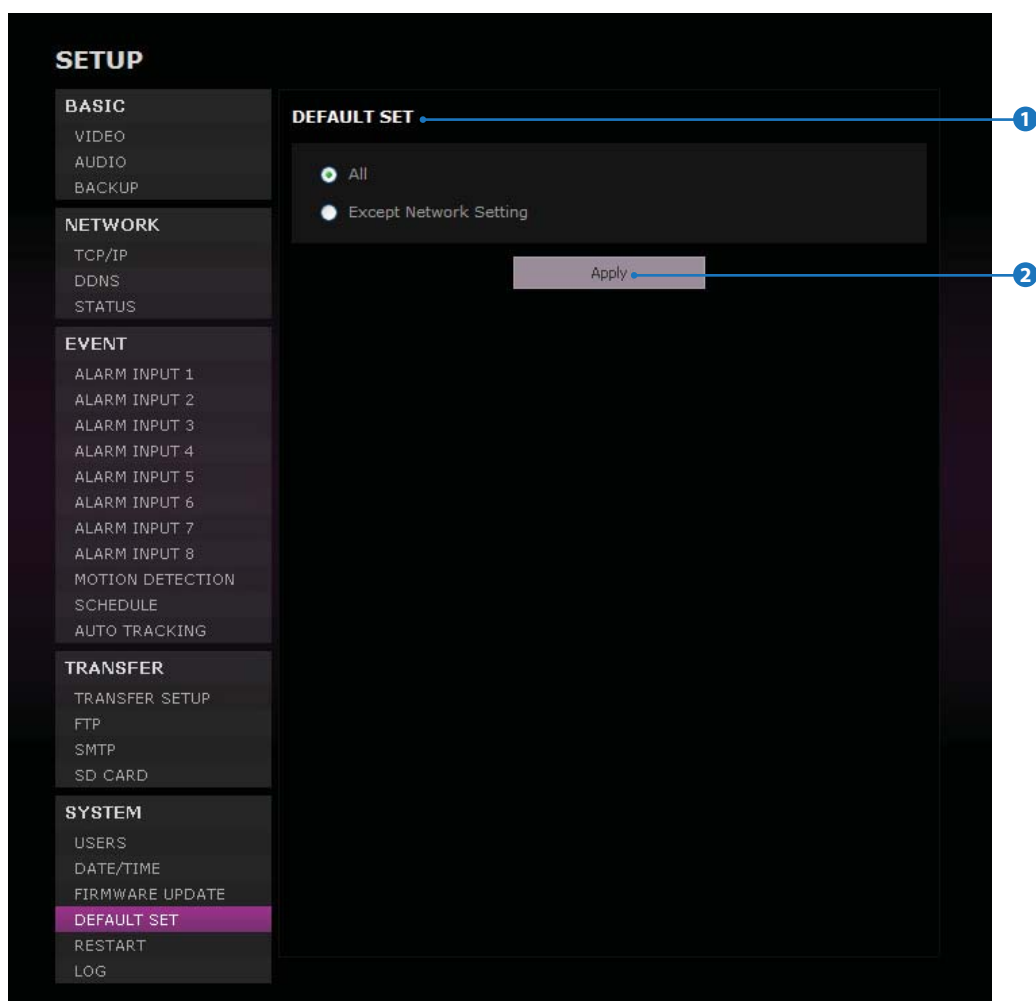 SETUP
BASIC
VIDEO
AUDIO
BACKUP
NETWORK
TCP/IP
DDNS
STATUS
EVENT
ALARM INPUT 1
ALARM INPUT 2
ALARM INPUT 3
ALARM INPUT 4
ALARM INPUT 5
ALARM INPUT 6
ALARM INPUT 7
ALARM INPUT 8
MOTION DETECTION
SCHEDULE
AUTO TRACKING
TRANSFER
TRANSFER SETUP
FTP
SMTP
SD CARD
SYSTEM
USERS
DATE/TIME
FIRMWARE UPDATE
DEFAULT SET
RESTART
LOG
DEFAULT SET
1
All
Except Network Setting
Apply
2